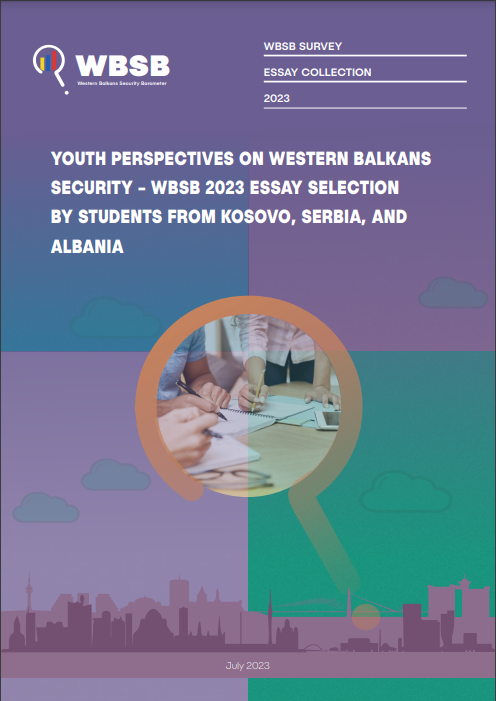 WBSB
Western Balkans Security Barometer
WBSB SURVEY
ESSAY COLLECTION
2023
YOUTH PERSPECTIVES ON WESTERN BALKANS
SECURITY – WBSB 2023 ESSAY SELECTION
BY STUDENTS FROM KOSOVO, SERBIA, AND
ALBANIA
July 2023